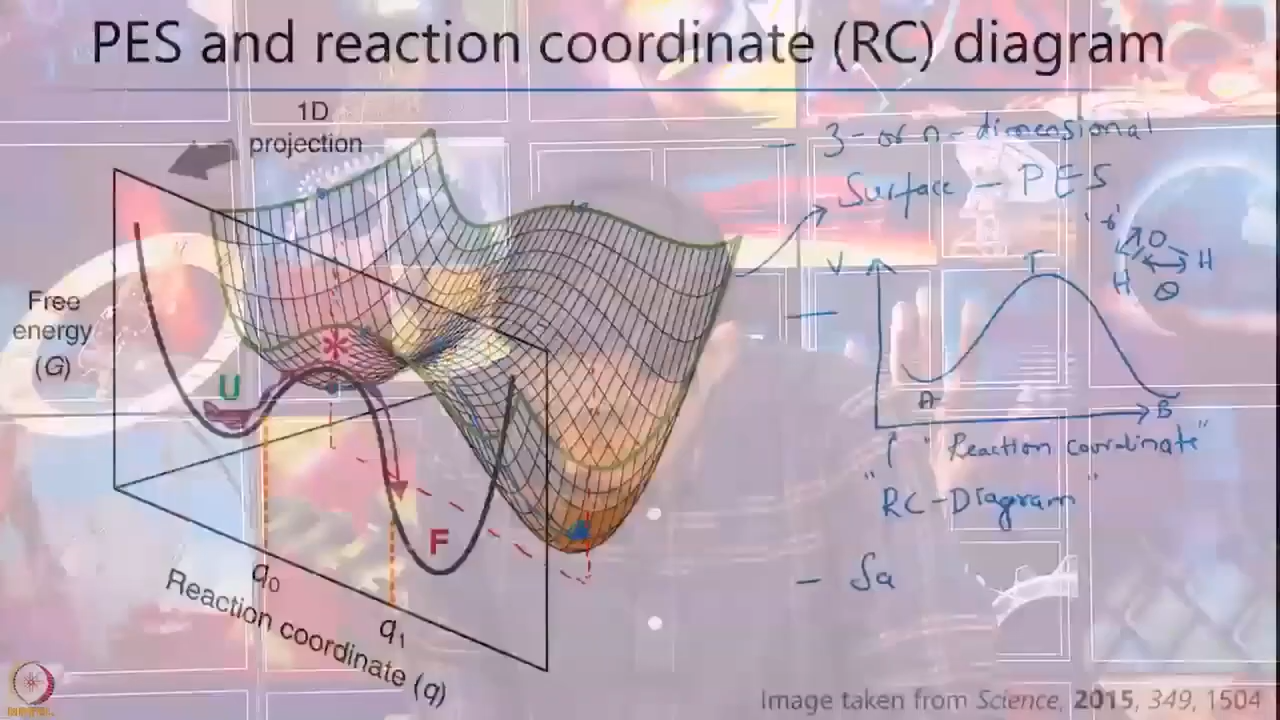 PES and reaction coordinate (RC) diagram
1D
projection
Free
energy
(G)
U
*
F
q0
q1
Reaction coordinate (q)
- 3- or n-dimensional
Surface - PES
V
T
A
B
O
H
H
θ
"Reaction coordinate"
"RC-Diagram"
- Sa
Image taken from Science, 2015, 349, 1504